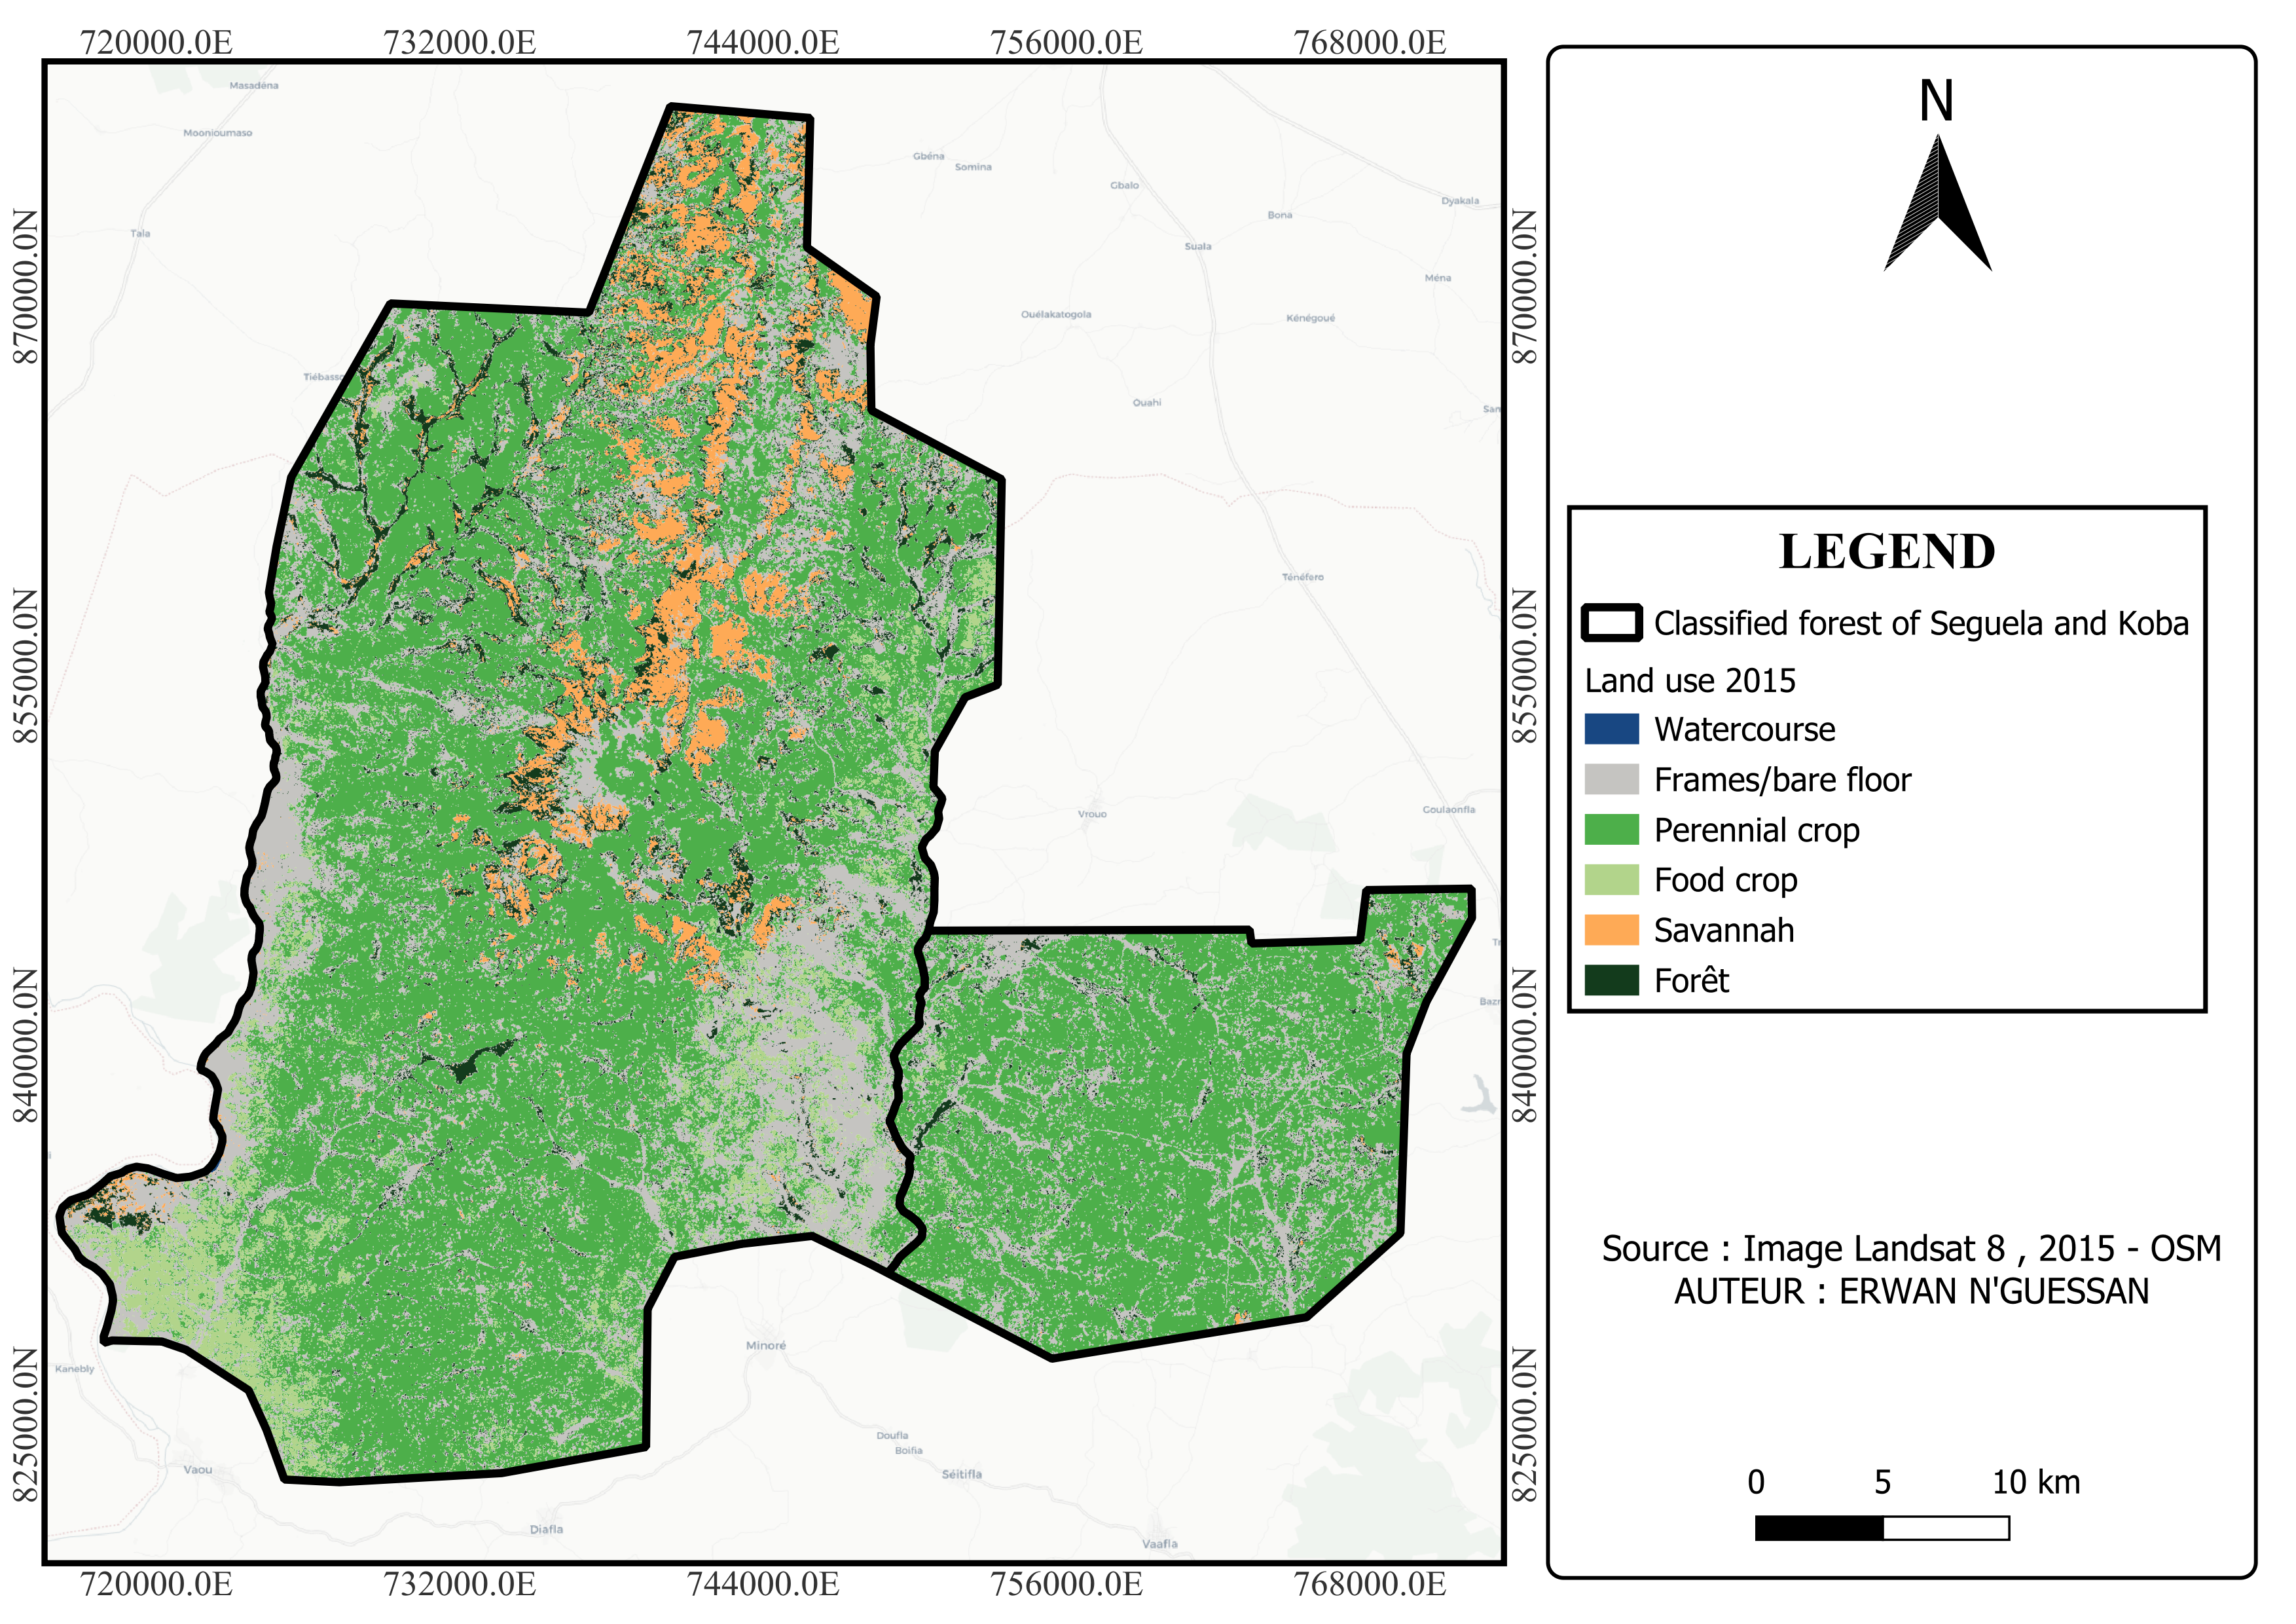 720000.0E 732000.0E 744000.0E 756000.0E 768000.0E
870000.0N
855000.0N
840000.0N
825000.0N
870000.0N
855000.0N
840000.0N
825000.0N
Masadéna
Moonioumaso
Gbéna
Somina
Gbalo
Dyakala
Bona
Tala
Suala
Ména
Ouélakatogola
Kénégoué
Tiébasso
Ouahi
San
Ténéfero
Goulaonfla
Vrouo
Bazr
Minoré
Kanebly
Doufla
Boifla
Vaou
Séitifla
Diafla
Vaafla
720000.0E 732000.0E 744000.0E 756000.0E 768000.0E
N
LEGEND
Classified forest of Seguela and Koba
Land use 2015
Watercourse
Frames/bare floor
Perennial crop
Food crop
Savannah
Forêt
Source : Image Landsat 8 , 2015 - OSM
AUTEUR : ERWAN N'GUESSAN
0 5 10 km